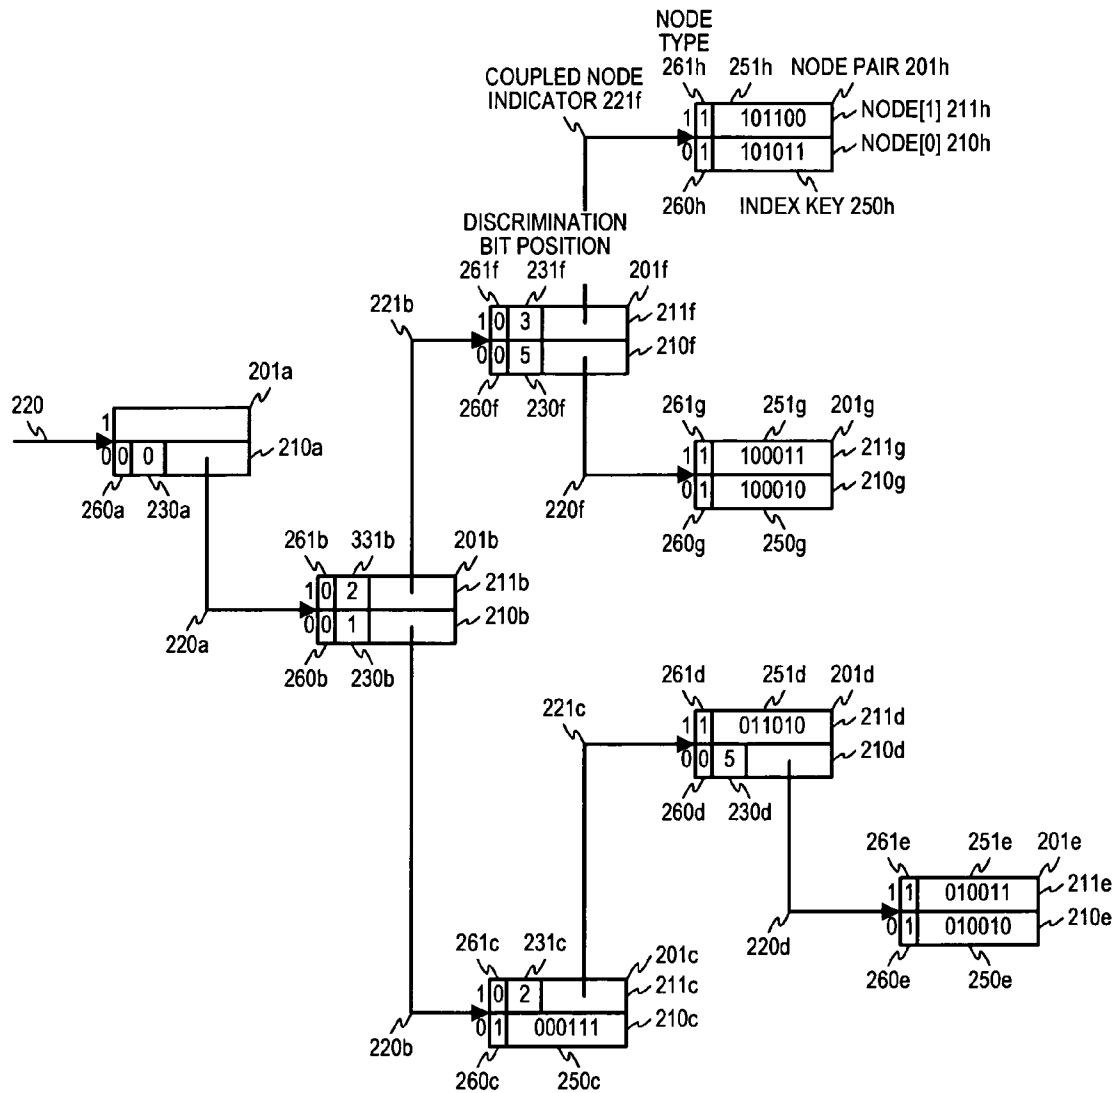 NODE
TYPE
261h 251h NODE PAIR 201h
COUPLED NODE
INDICATOR 221f
1 1 101100 NODE[1] 211h
0 1 101011 NODE[0] 210h
260h INDEX KEY 250h
DISCRIMINATION
BIT POSITION
261f 231f 201f
221b
1 0 3 211f
0 0 5 210f
260f 230f
201a
220
1
0 0 0 210a
260a 230a
261g 251g 201g
1 1 100011 211g
0 1 100010 210g
220f
260g 250g
261b 331b 201b
1 0 2 211b
0 0 1 210b
220a
260b 230b
261d 251d 201d
221c
1 1 011010 211d
0 0 5 210d
260d 230d
261e 251e 201e
1 1 010011 211e
0 1 010010 210e
220d
260e 250e
261c 231c 201c
1 0 2 211c
0 1 000111 210c
220b
260c 250c